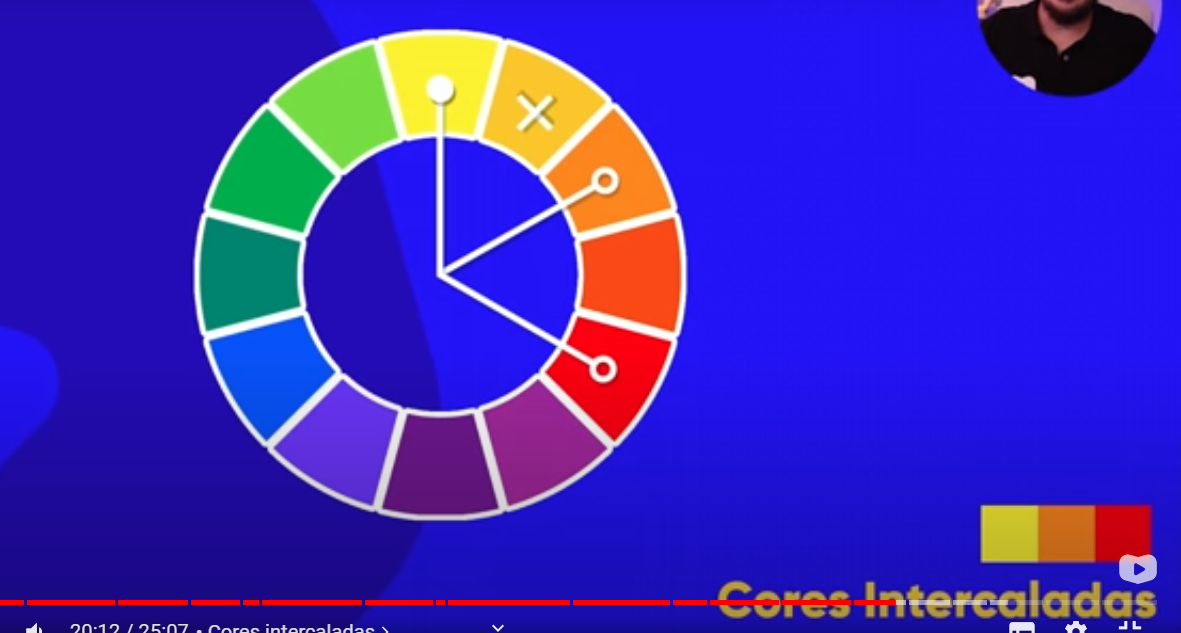 Cores Intercaladas
20:12 / 25:07 • Cores intercaladas >